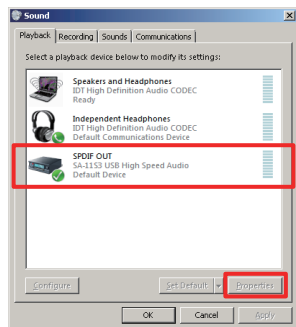 Sound
Playback Recording Sounds Communications
Select a playback device below to modify its settings:
Speakers and Headphones
IDT High Definition Audio CODEC
Ready
Independent Headphones
IDT High Definition Audio CODEC
Default Communications Device
SPDIF OUT
SA-11S3 USB High Speed Audio
Default Device
Configure Set Default Properties
OK Cancel Apply